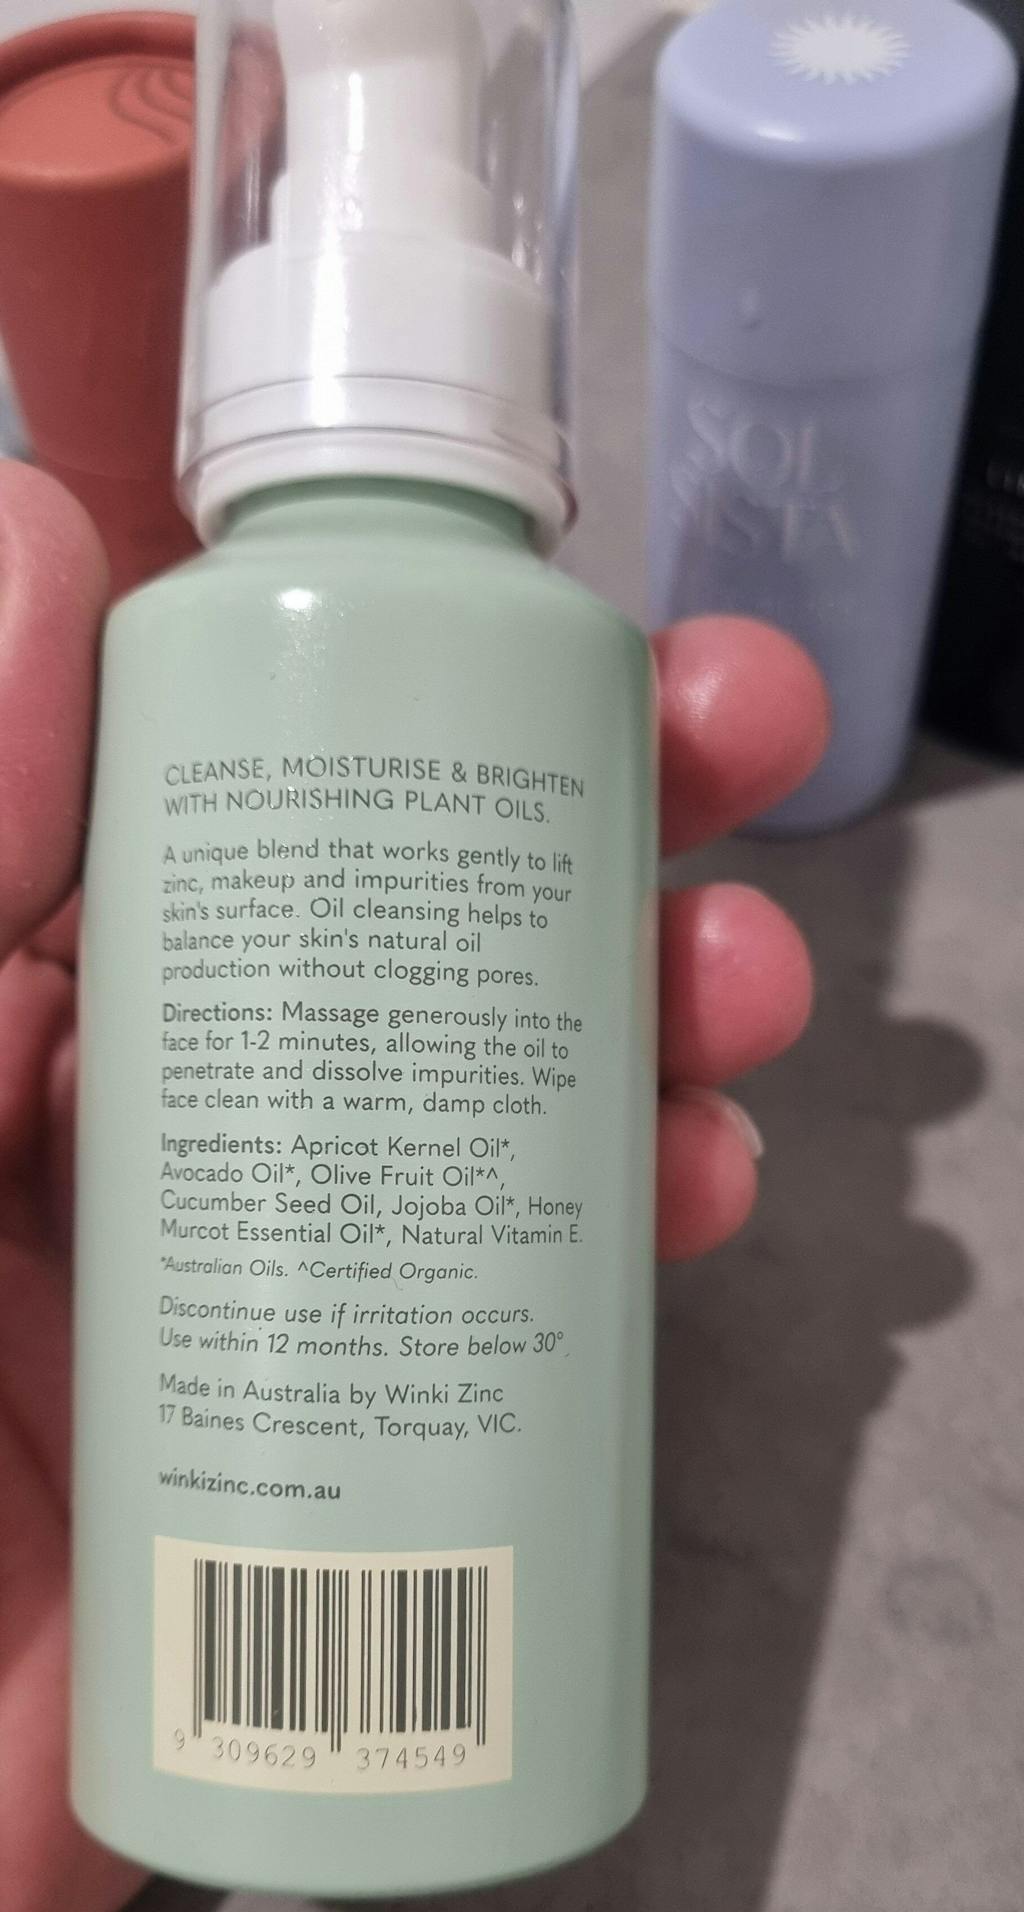 SOL
SISTA
CLEANSE, MOISTURISE & BRIGHTEN
WITH NOURISHING PLANT OILS.
A unique blend that works gently to lift
zinc, makeup and impurities from your
skin's surface. Oil cleansing helps to
balance your skin's natural oil
production without clogging pores.
Directions: Massage generously into the
face for 1-2 minutes, allowing the oil to
penetrate and dissolve impurities. Wipe
face clean with a warm, damp cloth.
Ingredients: Apricot Kernel Oil*,
Avocado Oil*, Olive Fruit Oil*^,
Cucumber Seed Oil, Jojoba Oil*, Honey
Murcot Essential Oil*, Natural Vitamin E.
*Australian Oils. ^Certified Organic.
Discontinue use if irritation occurs.
Use within 12 months. Store below 30°.
Made in Australia by Winki Zinc
17 Baines Crescent, Torquay, VIC.
winkizinc.com.au
9 309629 374549